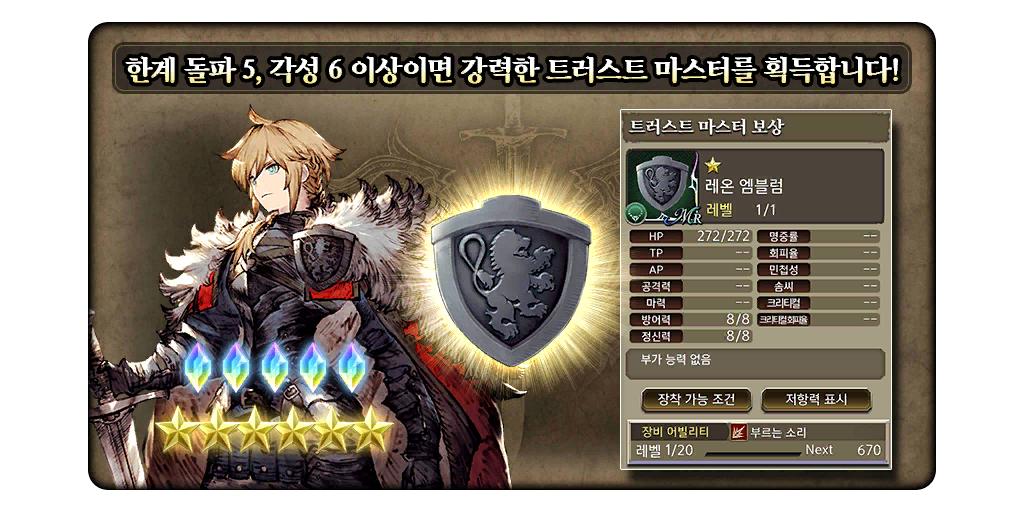 한계 돌파 5, 각성 6 이상이면 강력한 트러스트 마스터를 획득합니다!
트러스트 마스터 보상
레온 엠블럼
MR
레벨 1/1
HP 272/272 명중률 --
TP -- 회피율 --
AP -- 민첩성 --
공격력 -- 솜씨 --
마력 -- 크리티컬 --
방어력 8/8 크리티컬 회피율 --
정신력 8/8
부가 능력 없음
장착 가능 조건 저항력 표시
장비 어빌리티 부르는 소리
레벨 1/20 Next 670